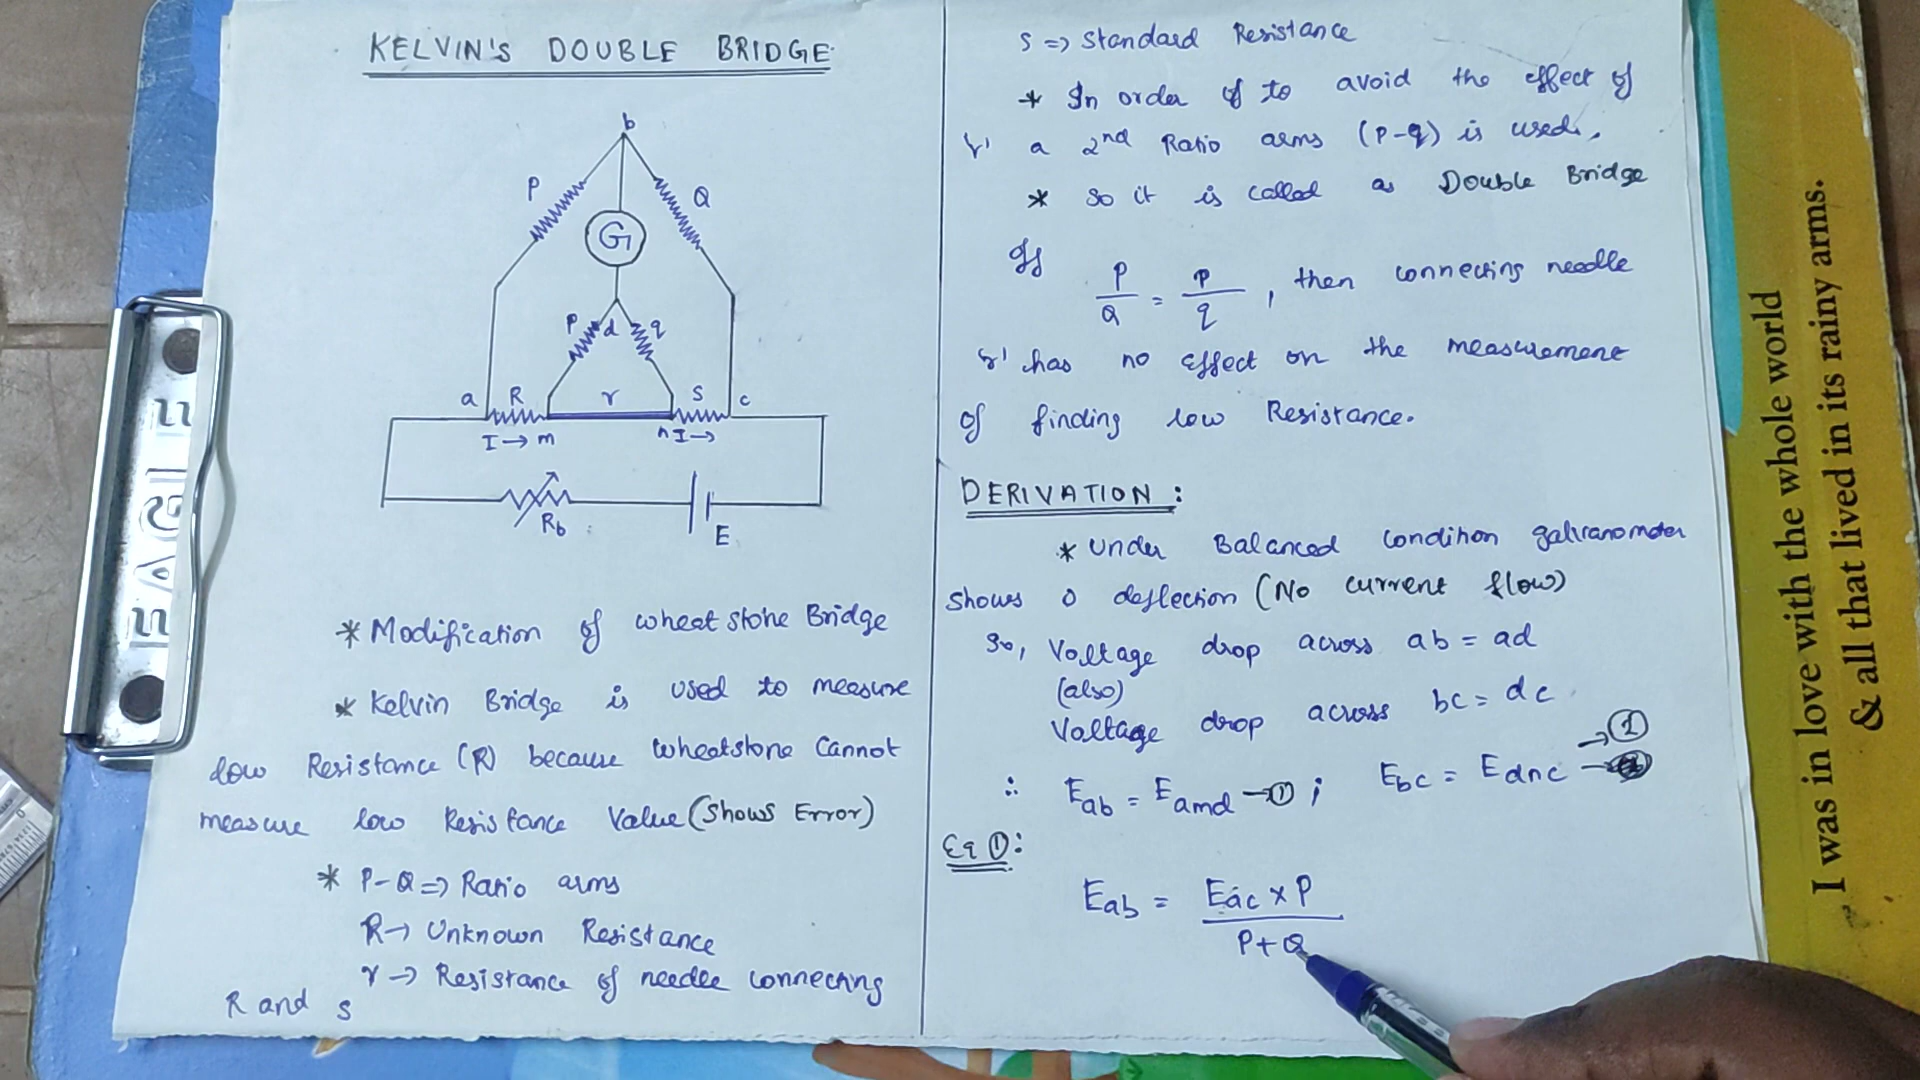 KELVIN'S DOUBLE BRIDGE
b
P
Q
G
P d q
a R r S c
I → m n I →
Rb
E
* Modification of wheatstone Bridge
* Kelvin Bridge is used to measure
low Resistance (R) because wheatstone cannot
measure low Resistance Value (Shows Error)
* P-Q => Ratio arms
R → Unknown Resistance
r → Resistance of needle connecting
R and S
S => Standard Resistance
* In order of to avoid the effect of
'r' a 2nd Ratio arms (P-q) is used.
* So it is called as Double Bridge
If
P/Q = P/q, then connecting needle
'r' has no effect on the measurement
of finding low Resistance.
DERIVATION :
* Under Balanced condition galvanometer
shows 0 deflection (No current flow)
So, Voltage drop across ab = ad
(also)
Voltage drop across bc = dc
∴ Eab = Eamd → ① ; Ebc = Ednc → ②
Eq ①:
Eab = Eac × P
P+Q
EAGLE
I was in love with the whole world
& all that lived in its rainy arms.